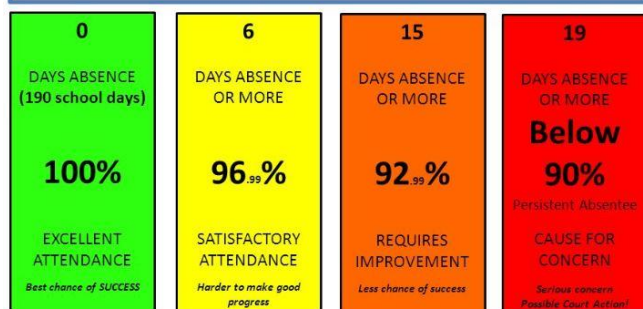 0
DAYS ABSENCE
(190 school days)
100%
EXCELLENT
ATTENDANCE
Best chance of SUCCESS
6
DAYS ABSENCE
OR MORE
96.99%
SATISFACTORY
ATTENDANCE
Harder to make good
progress
15
DAYS ABSENCE
OR MORE
92.99%
REQUIRES
IMPROVEMENT
Less chance of success
19
DAYS ABSENCE
OR MORE
Below
90%
Persistent Absentee
CAUSE FOR
CONCERN
Serious concern
Possible Court Action!